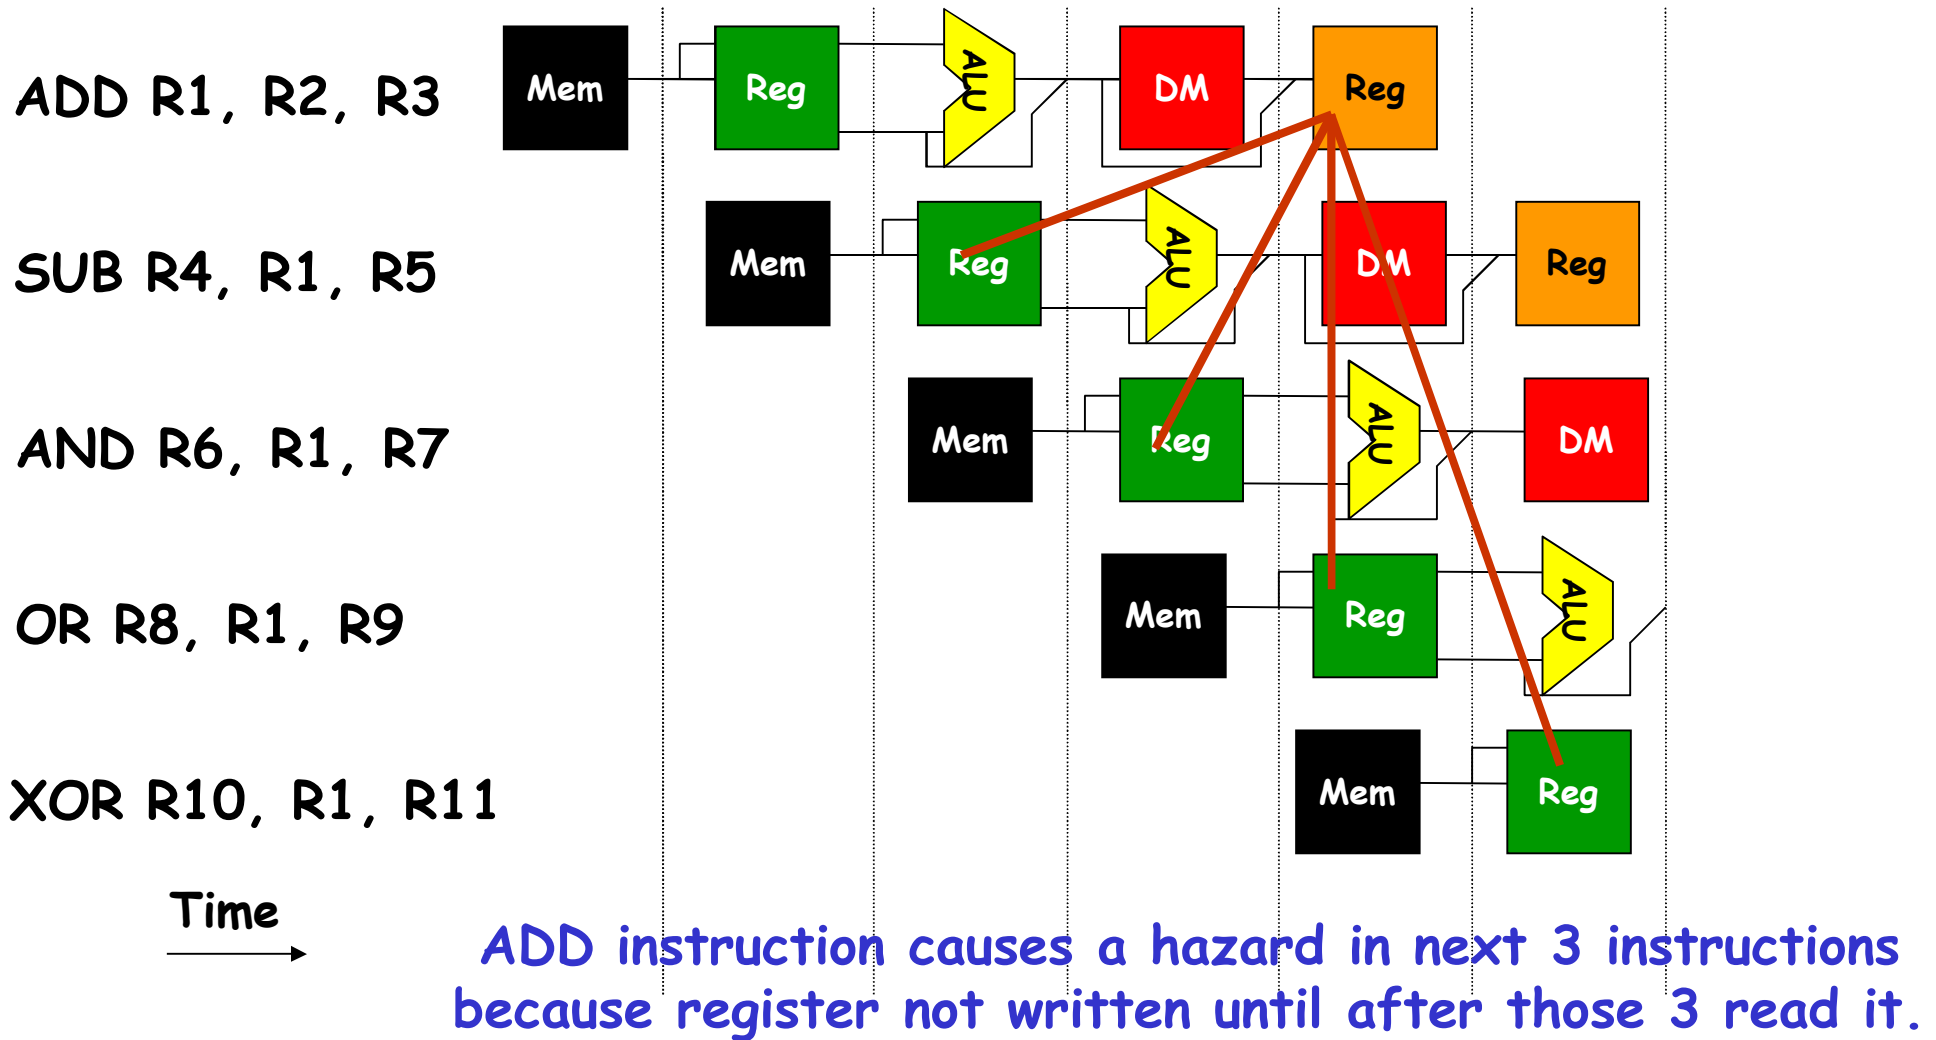 ADD R1, R2, R3 Mem Reg ALU DM Reg
SUB R4, R1, R5 Mem Reg ALU DM Reg
AND R6, R1, R7 Mem Reg ALU DM
OR R8, R1, R9 Mem Reg ALU
XOR R10, R1, R11 Mem Reg
Time
ADD instruction causes a hazard in next 3 instructions
because register not written until after those 3 read it.